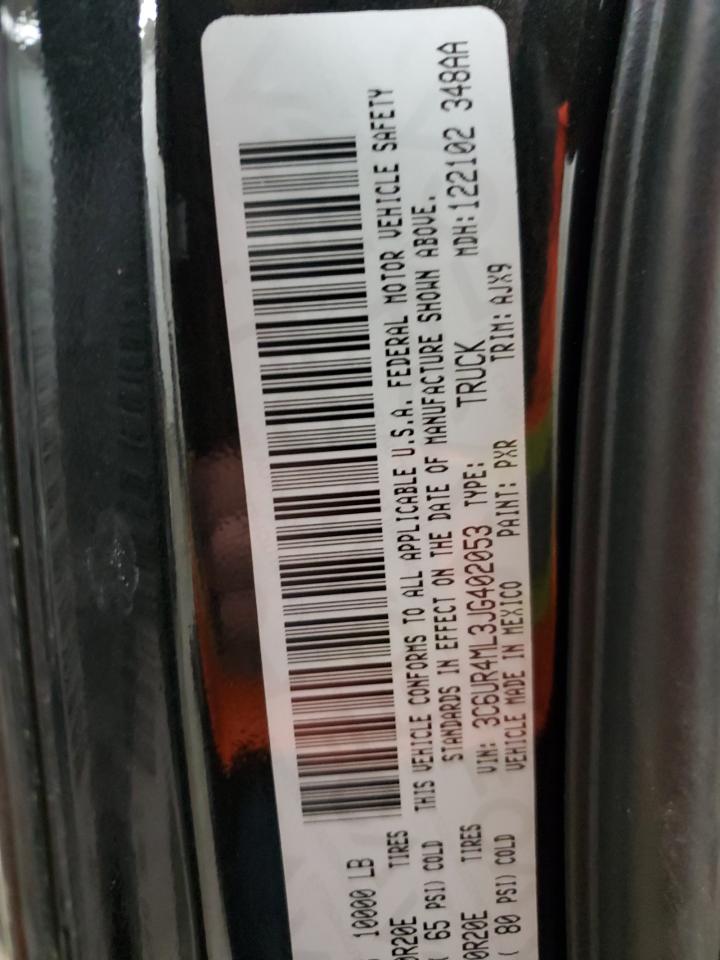 10000 LB
0R20E TIRES
( 65 PSI) COLD
0R20E TIRES
( 80 PSI) COLD
THIS VEHICLE CONFORMS TO ALL APPLICABLE U.S.A. FEDERAL MOTOR VEHICLE SAFETY
STANDARDS IN EFFECT ON THE DATE OF MANUFACTURE SHOWN ABOVE.
MDH:122102 348AA
VIN: 3C6UR4ML3JG402053 TYPE: TRUCK
VEHICLE MADE IN MEXICO PAINT: PXR TRIM: AJX9